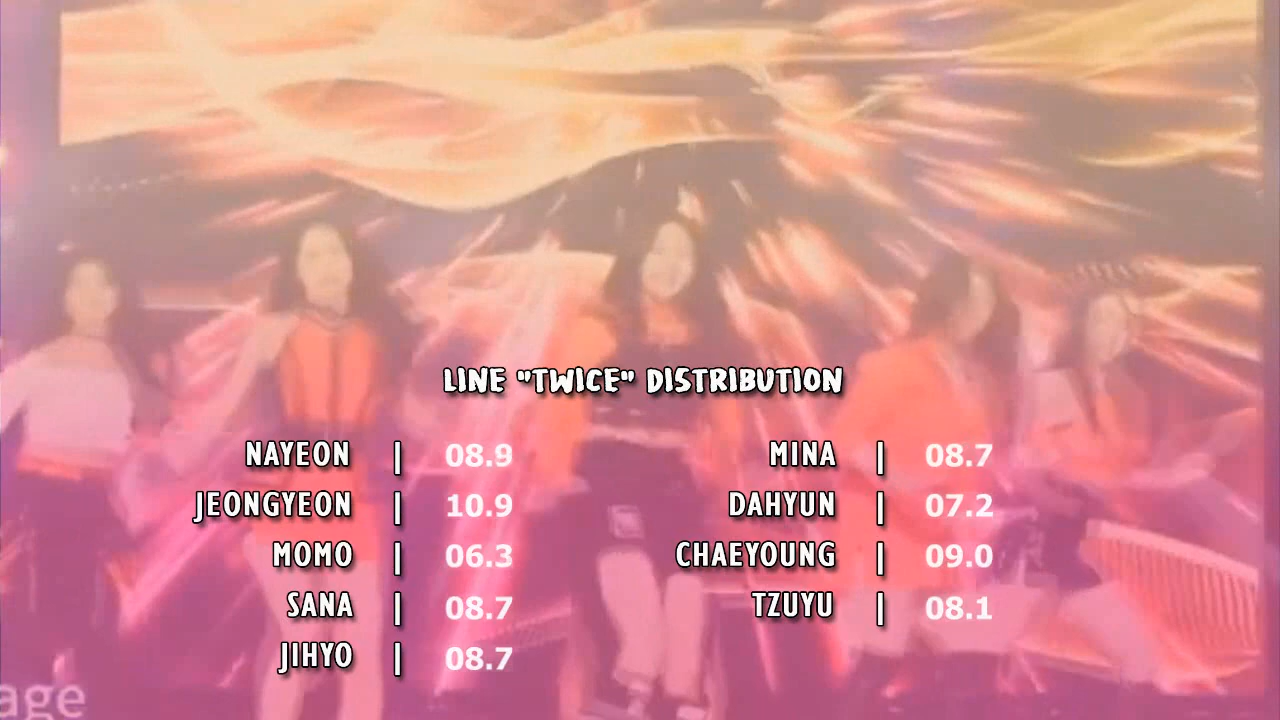 LINE "TWICE" DISTRIBUTION
NAYEON | 08.9
JEONGYEON | 10.9
MOMO | 06.3
SANA | 08.7
JIHYO | 08.7
MINA | 08.7
DAHYUN | 07.2
CHAEYOUNG | 09.0
TZUYU | 08.1
age